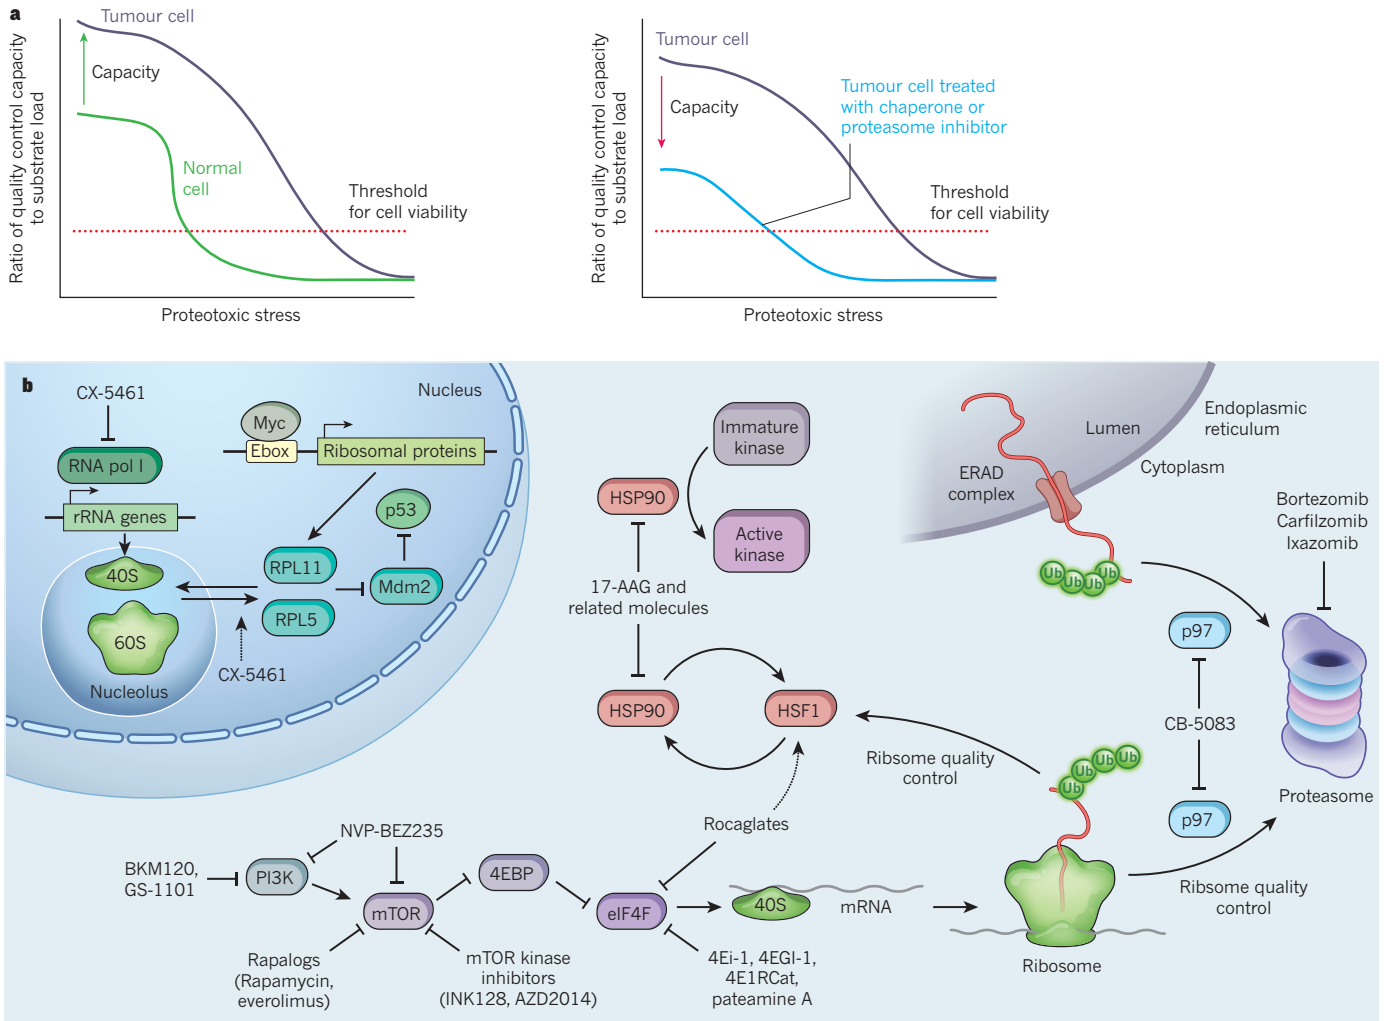 a
Ratio of quality control capacity
to substrate load
Tumour cell
Capacity
Normal
cell
Threshold
for cell viability
Proteotoxic stress
Ratio of quality control capacity
to substrate load
Tumour cell
Capacity
Tumour cell treated
with chaperone or
proteasome inhibitor
Threshold
for cell viability
Proteotoxic stress
b
CX-5461
RNA pol I
rRNA genes
40S
60S
Nucleolus
Nucleus
Myc
Ebox
Ribosomal proteins
p53
RPL11
RPL5
Mdm2
CX-5461
Immature
kinase
HSP90
Active
kinase
17-AAG and
related molecules
HSP90
HSF1
Lumen
Endoplasmic
reticulum
Cytoplasm
ERAD
complex
Ub
Ub
Ub
Ub
Bortezomib
Carfilzomib
Ixazomib
p97
CB-5083
p97
Proteasome
Ribsome quality
control
Ub
Ub
Ub
Ub
Ribsome quality
control
Ribosome
Rocaglates
NVP-BEZ235
BKM120,
GS-1101
PI3K
mTOR
4EBP
eIF4F
40S
mRNA
Rapalogs
(Rapamycin,
everolimus)
mTOR kinase
inhibitors
(INK128, AZD2014)
4Ei-1, 4EGI-1,
4E1RCat,
pateamine A